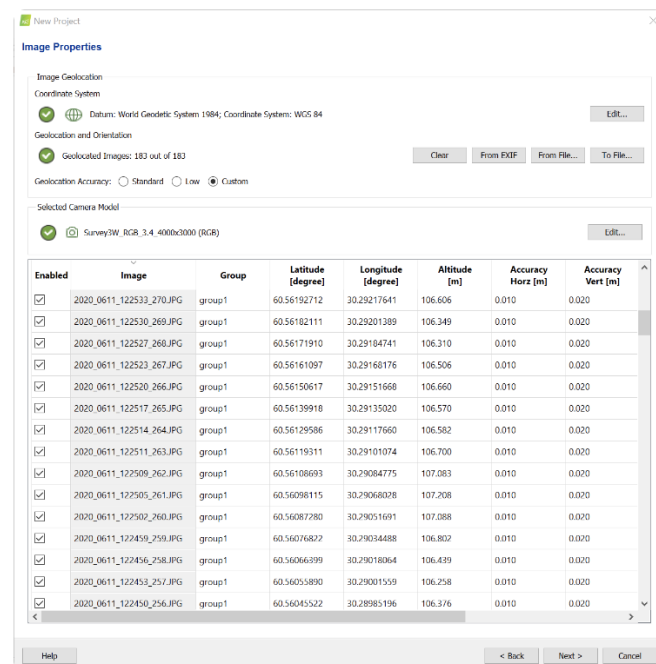 New Project
Image Properties
Image Geolocation
Coordinate System
Datum: World Geodetic System 1984; Coordinate System: WGS 84 Edit...
Geolocation and Orientation
Geolocated Images: 183 out of 183 Clear From EXIF From File... To File...
Geolocation Accuracy: Standard Low Custom
Selected Camera Model
Survey3W_RGB_3.4_4000x3000 (RGB) Edit...
Enabled Image Group Latitude [degree] Longitude [degree] Altitude [m] Accuracy Horz [m] Accuracy Vert [m]
2020_0611_122533_270.JPG group1 60.56192712 30.29217641 106.606 0.010 0.020
2020_0611_122530_269.JPG group1 60.56182111 30.29201389 106.349 0.010 0.020
2020_0611_122527_268.JPG group1 60.56171910 30.29184741 106.310 0.010 0.020
2020_0611_122523_267.JPG group1 60.56161097 30.29168176 106.506 0.010 0.020
2020_0611_122520_266.JPG group1 60.56150617 30.29151668 106.660 0.010 0.020
2020_0611_122517_265.JPG group1 60.56139918 30.29135020 106.570 0.010 0.020
2020_0611_122514_264.JPG group1 60.56129586 30.29117660 106.582 0.010 0.020
2020_0611_122511_263.JPG group1 60.56119311 30.29101074 106.700 0.010 0.020
2020_0611_122509_262.JPG group1 60.56108693 30.29084775 107.083 0.010 0.020
2020_0611_122505_261.JPG group1 60.56098115 30.29068028 107.208 0.010 0.020
2020_0611_122502_260.JPG group1 60.56087280 30.29051691 107.088 0.010 0.020
2020_0611_122459_259.JPG group1 60.56076822 30.29034488 106.802 0.010 0.020
2020_0611_122456_258.JPG group1 60.56066399 30.29018064 106.439 0.010 0.020
2020_0611_122453_257.JPG group1 60.56055890 30.29001559 106.258 0.010 0.020
2020_0611_122450_256.JPG group1 60.56045522 30.28985196 106.376 0.010 0.020
Help < Back Next > Cancel